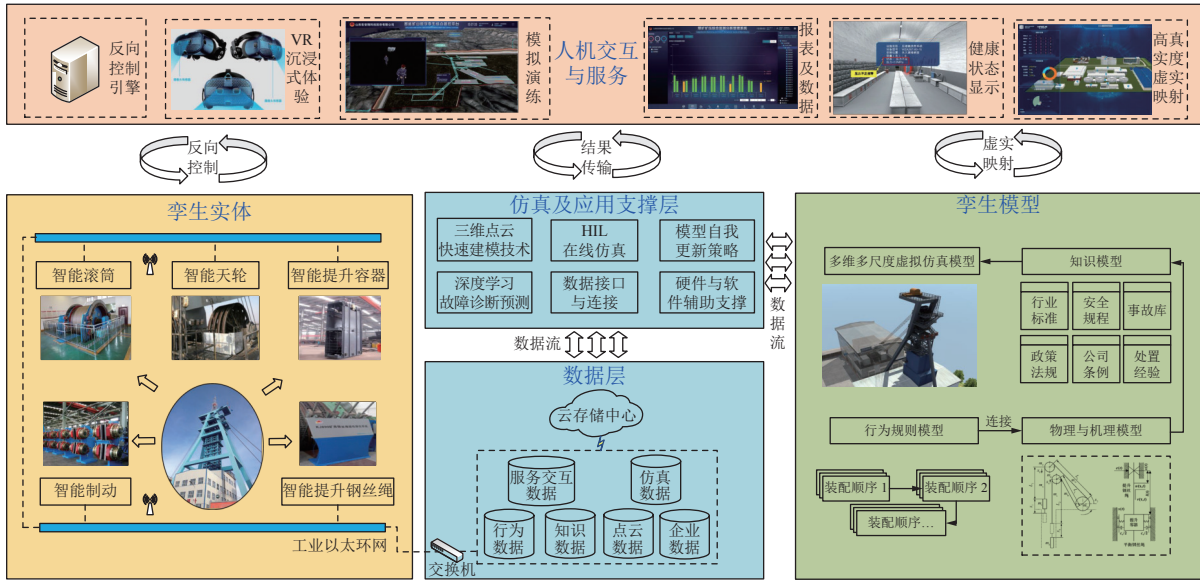 反向
控制
引擎
VR
沉浸
式体
验
模
拟
演
练
人机交互
与服务
报
表
及
数
据
健康
状态
显示
高真
实度
虚实
映射
反向
控制
结果
传输
虚实
映射
孪生实体
智能滚筒
智能天轮
智能提升容器
智能制动
智能提升钢丝绳
工业以太环网
仿真及应用支撑层
三维点云
快速建模技术
HIL
在线仿真
模型自我
更新策略
深度学习
故障诊断预测
数据接口
与连接
硬件与软
件辅助支撑
数据流
数
据
流
数据层
云存储中心
服务交互
数据
仿真
数据
行为
数据
知识
数据
点云
数据
企业
数据
交换机
孪生模型
多维多尺度虚拟仿真模型
知识模型
行业
标准
安全
规程
事故库
政策
法规
公司
条例
处置
经验
行为规则模型
连接
物理与机理模型
装配顺序 1
装配顺序 2
装配顺序…